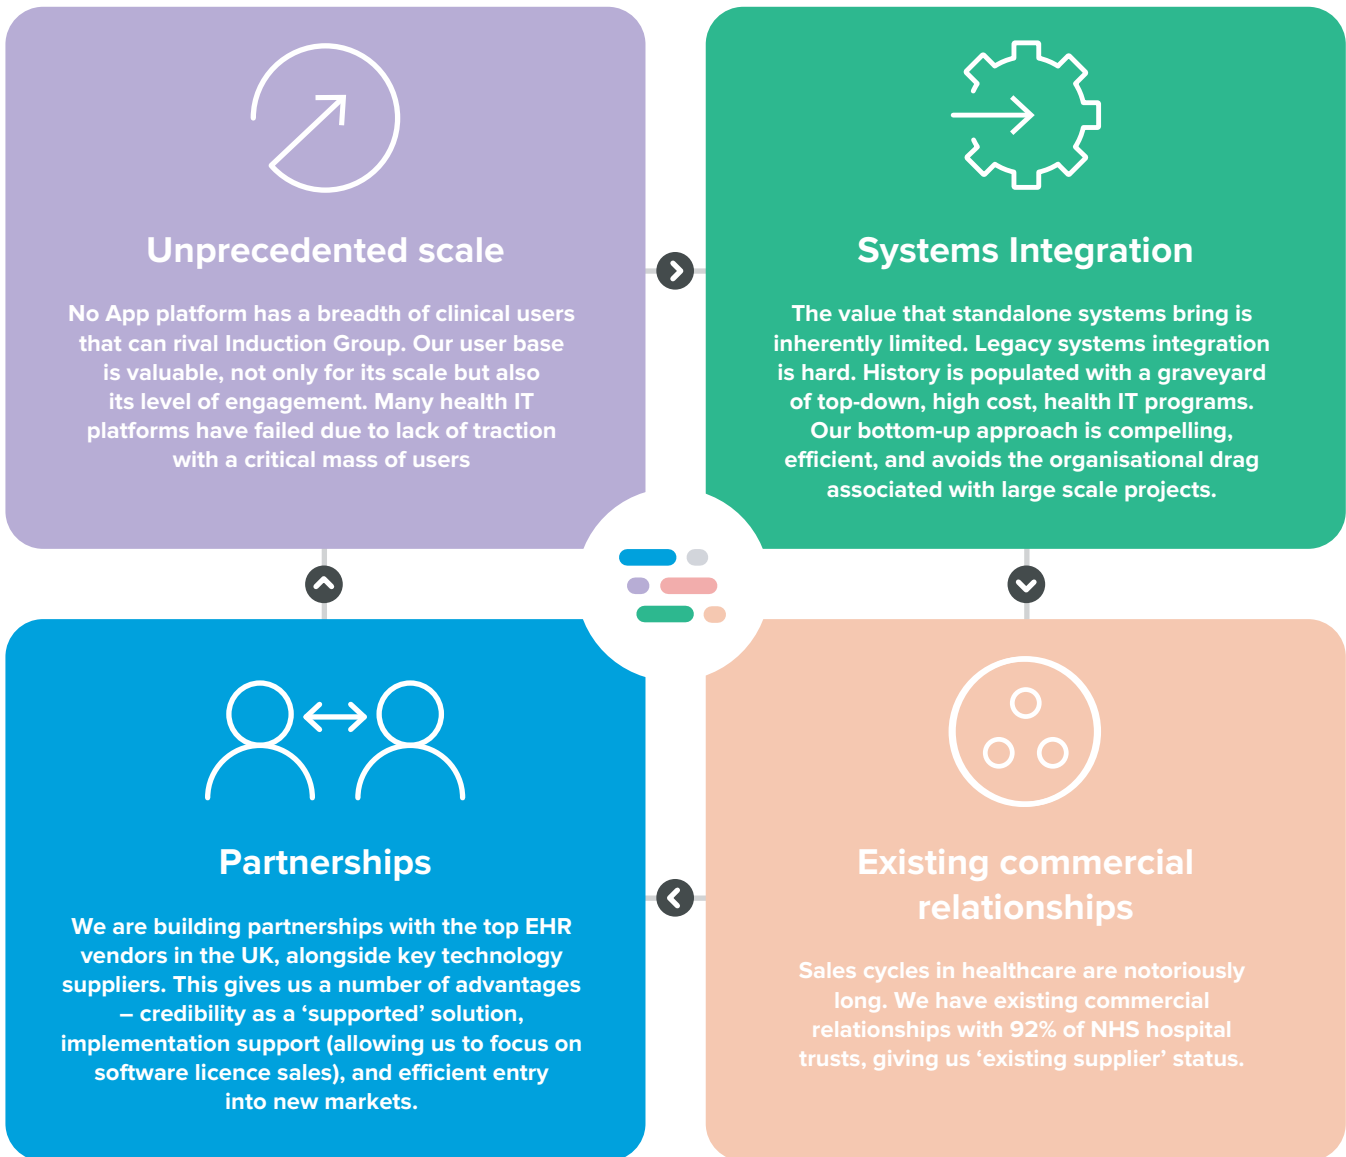 Unprecedented scale
No App platform has a breadth of clinical users
that can rival Induction Group. Our user base
is valuable, not only for its scale but also
its level of engagement. Many health IT
platforms have failed due to lack of traction
with a critical mass of users
Systems Integration
The value that standalone systems bring is
inherently limited. Legacy systems integration
is hard. History is populated with a graveyard
of top-down, high cost, health IT programs.
Our bottom-up approach is compelling,
efficient, and avoids the organisational drag
associated with large scale projects.
Partnerships
We are building partnerships with the top EHR
vendors in the UK, alongside key technology
suppliers. This gives us a number of advantages
– credibility as a ‘supported’ solution,
implementation support (allowing us to focus on
software licence sales), and efficient entry
into new markets.
Existing commercial
relationships
Sales cycles in healthcare are notoriously
long. We have existing commercial
relationships with 92% of NHS hospital
trusts, giving us ‘existing supplier’ status.